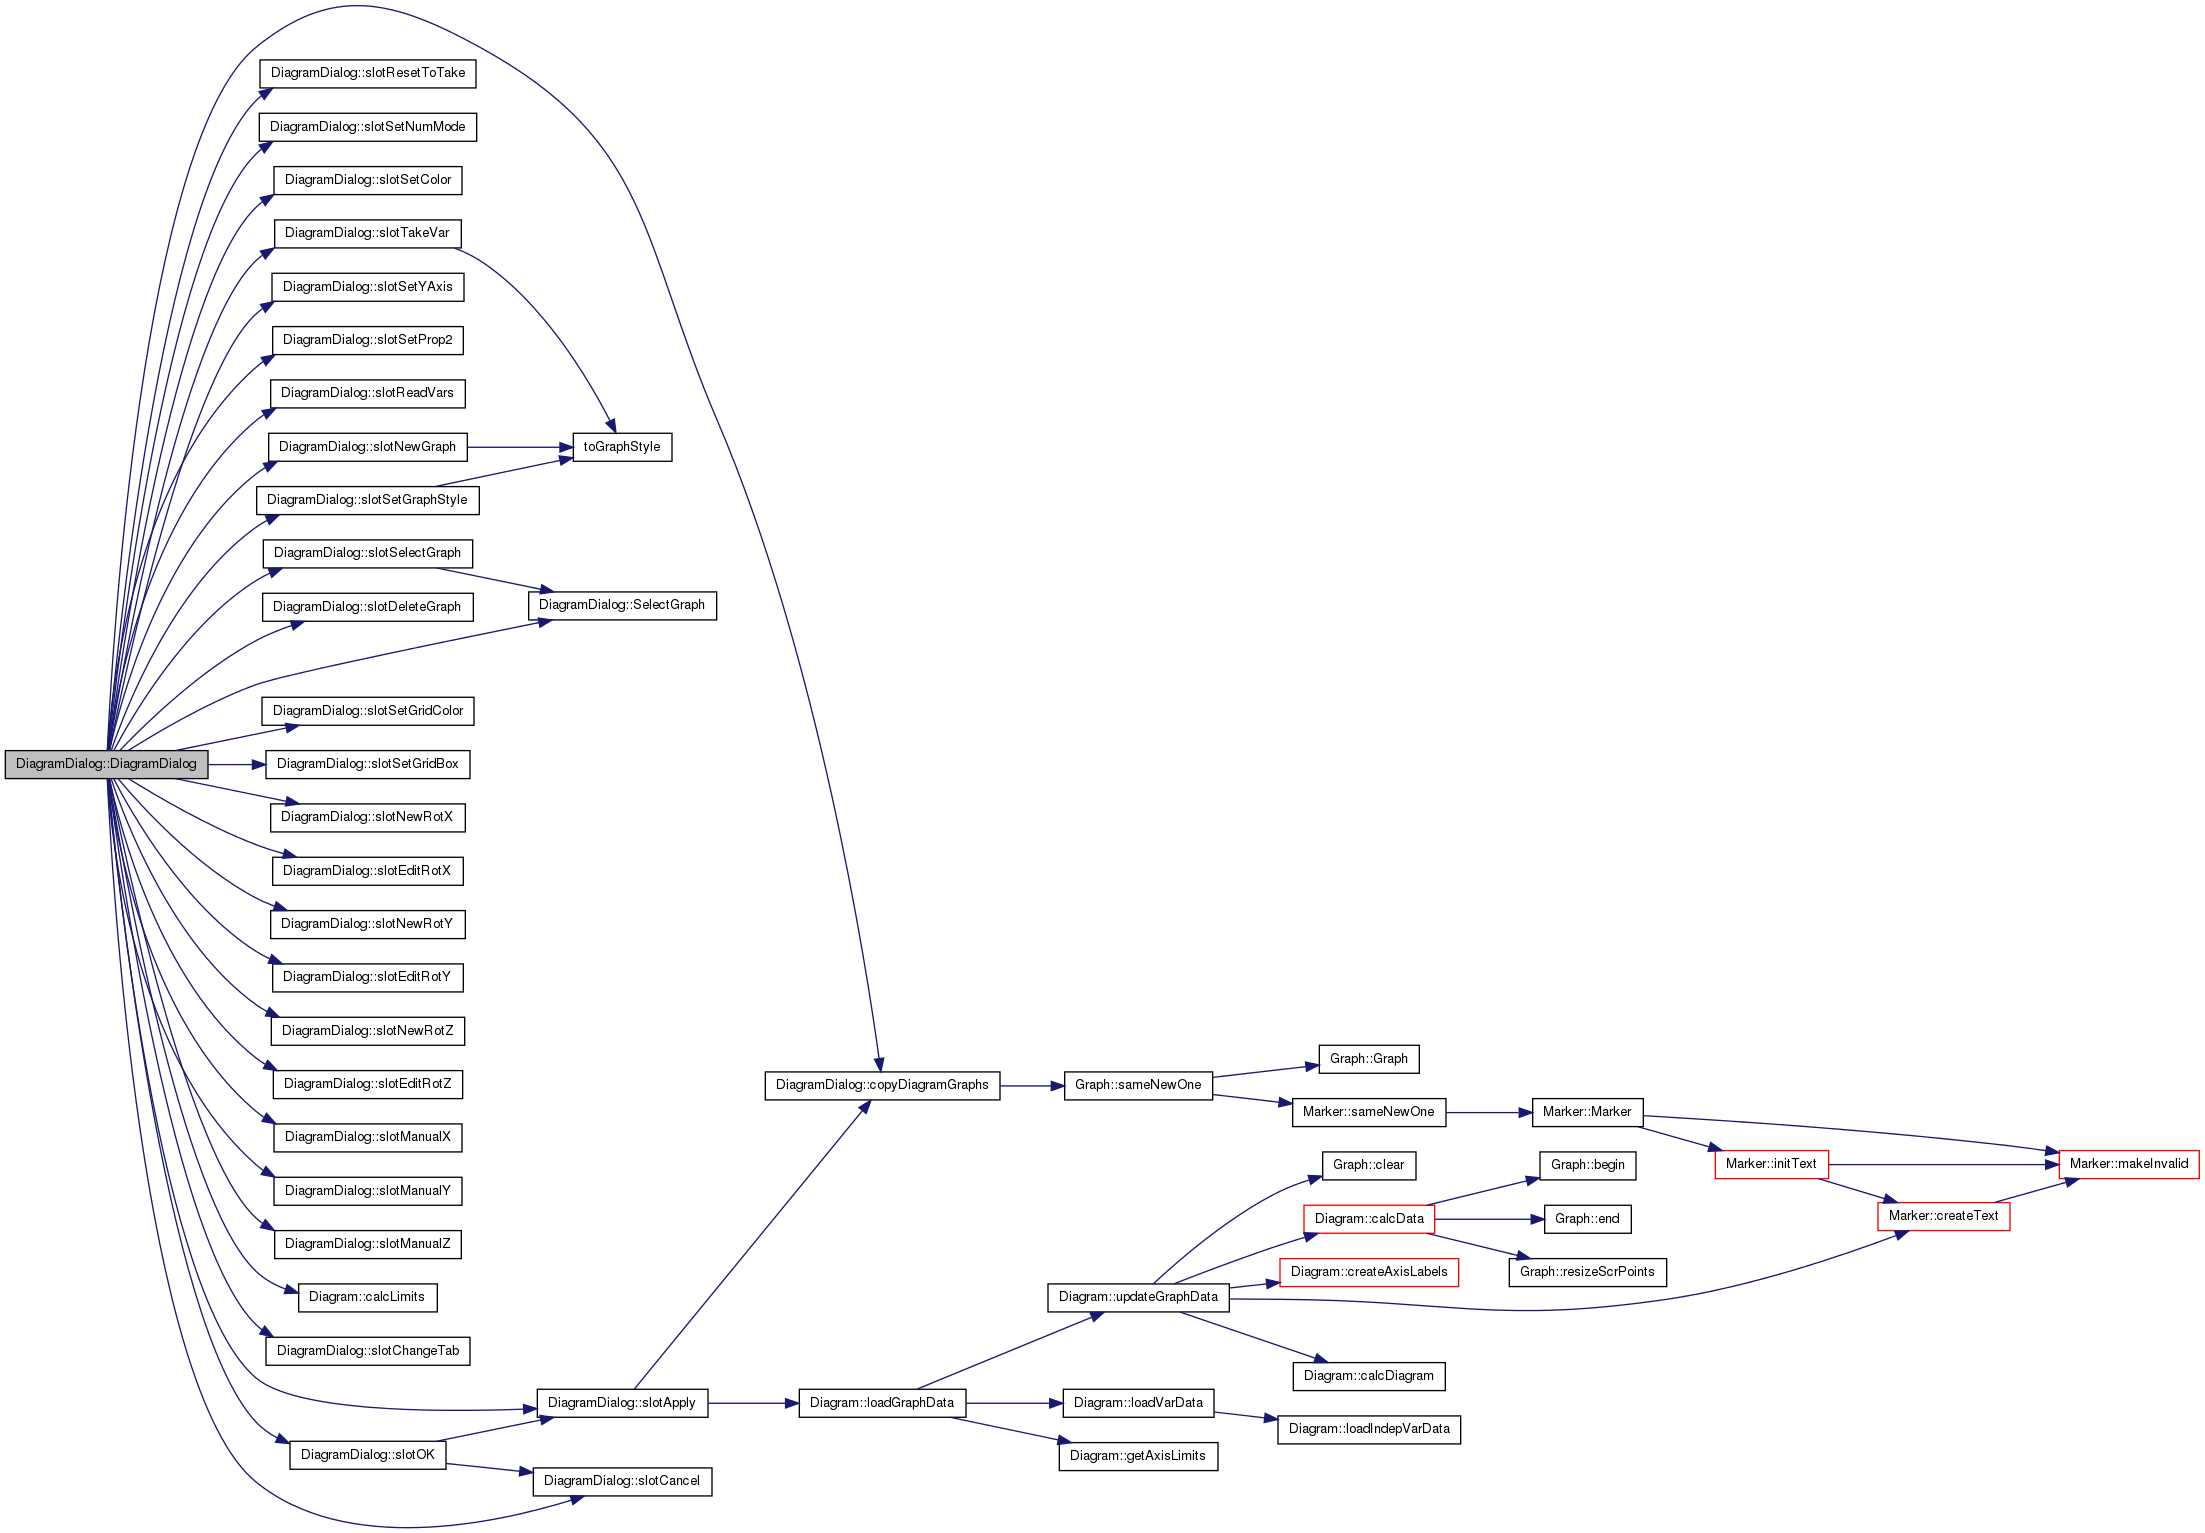 DiagramDialog::DiagramDialog
DiagramDialog::slotResetToTake
DiagramDialog::slotSetNumMode
DiagramDialog::slotSetColor
DiagramDialog::slotTakeVar
DiagramDialog::slotSetYAxis
DiagramDialog::slotSetProp2
DiagramDialog::slotReadVars
DiagramDialog::slotNewGraph
DiagramDialog::slotSetGraphStyle
DiagramDialog::slotSelectGraph
DiagramDialog::slotDeleteGraph
DiagramDialog::slotSetGridColor
DiagramDialog::slotSetGridBox
DiagramDialog::slotNewRotX
DiagramDialog::slotEditRotX
DiagramDialog::slotNewRotY
DiagramDialog::slotEditRotY
DiagramDialog::slotNewRotZ
DiagramDialog::slotEditRotZ
DiagramDialog::slotManualX
DiagramDialog::slotManualY
DiagramDialog::slotManualZ
Diagram::calcLimits
DiagramDialog::slotChangeTab
DiagramDialog::slotOK
toGraphStyle
DiagramDialog::SelectGraph
DiagramDialog::slotApply
DiagramDialog::slotCancel
DiagramDialog::copyDiagramGraphs
Diagram::loadGraphData
Graph::sameNewOne
Diagram::updateGraphData
Diagram::loadVarData
Diagram::getAxisLimits
Graph::Graph
Marker::sameNewOne
Graph::clear
Diagram::calcData
Diagram::createAxisLabels
Diagram::calcDiagram
Diagram::loadIndepVarData
Marker::Marker
Graph::begin
Graph::end
Graph::resizeScrPoints
Marker::initText
Marker::createText
Marker::makeInvalid